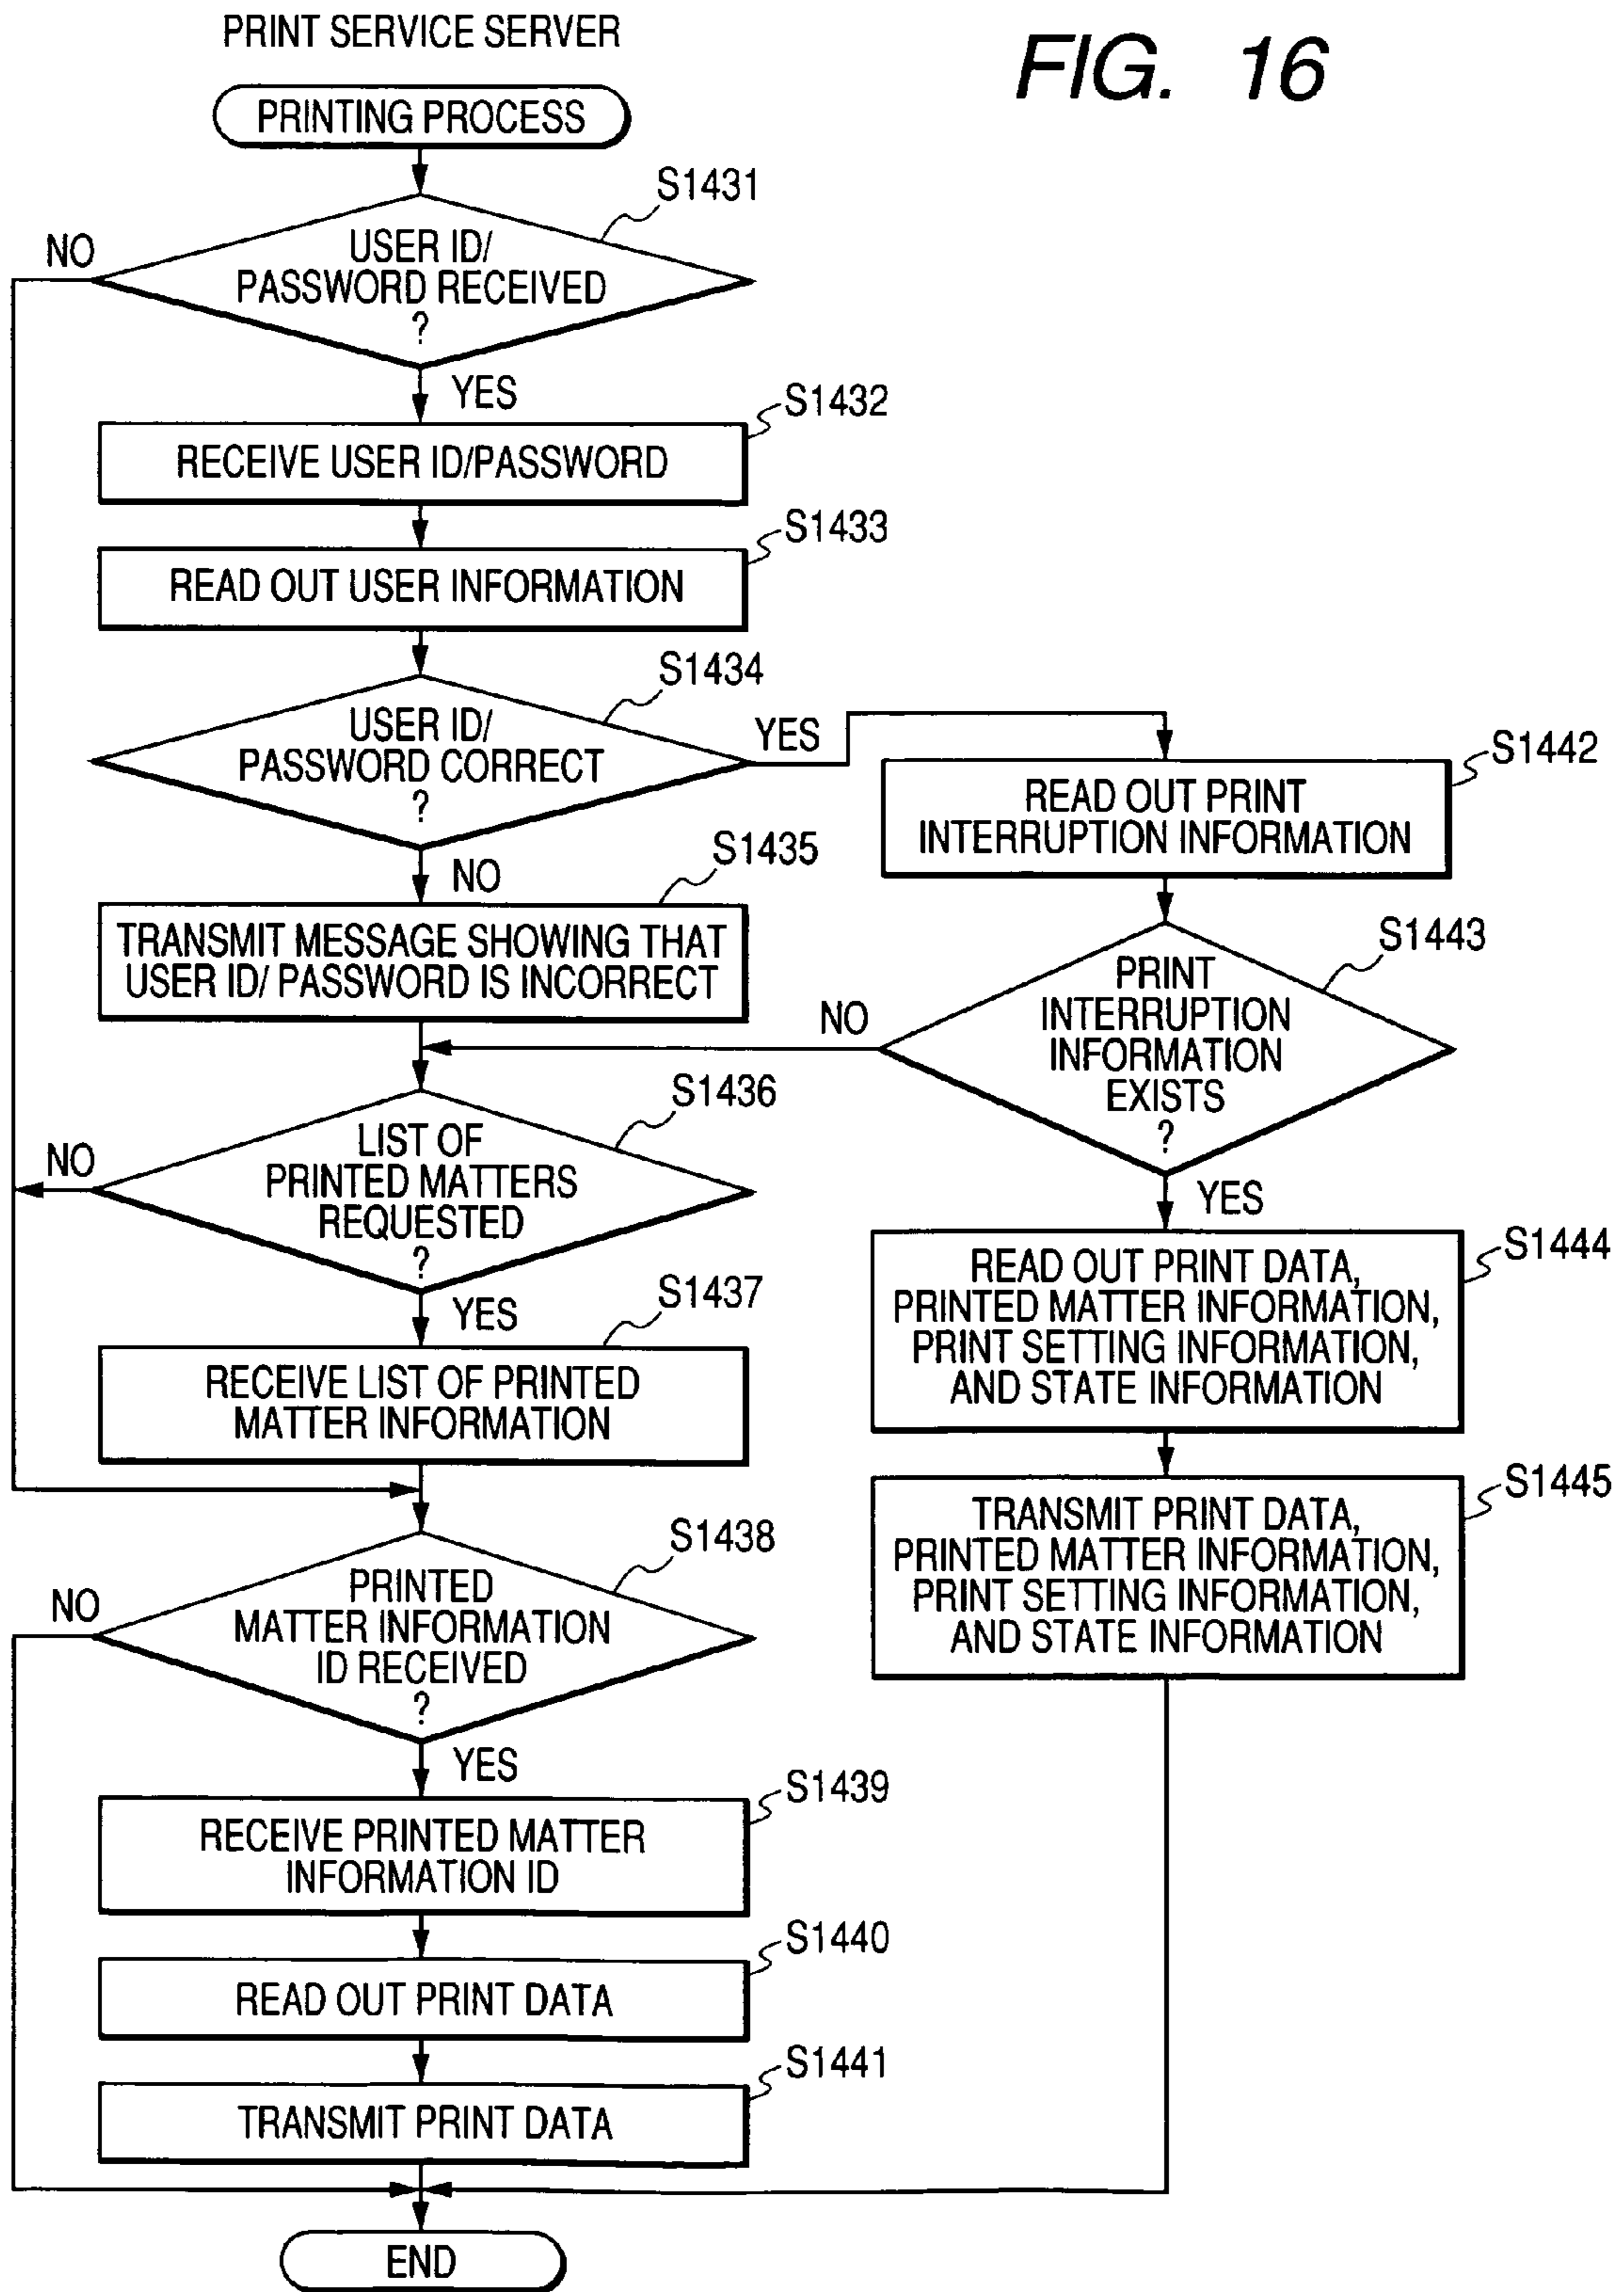 PRINT SERVICE SERVER
FIG. 16
PRINTING PROCESS
S1431
NO
USER ID/
PASSWORD RECEIVED
?
YES
S1432
RECEIVE USER ID/PASSWORD
S1433
READ OUT USER INFORMATION
S1434
USER ID/
PASSWORD CORRECT
?
YES
NO
S1435
TRANSMIT MESSAGE SHOWING THAT
USER ID/ PASSWORD IS INCORRECT
S1442
READ OUT PRINT
INTERRUPTION INFORMATION
S1443
PRINT
INTERRUPTION
INFORMATION
EXISTS
?
NO
YES
S1444
READ OUT PRINT DATA,
PRINTED MATTER INFORMATION,
PRINT SETTING INFORMATION,
AND STATE INFORMATION
S1445
TRANSMIT PRINT DATA,
PRINTED MATTER INFORMATION,
PRINT SETTING INFORMATION,
AND STATE INFORMATION
S1436
NO
LIST OF
PRINTED MATTERS
REQUESTED
?
YES
S1437
RECEIVE LIST OF PRINTED
MATTER INFORMATION
S1438
NO
PRINTED
MATTER INFORMATION
ID RECEIVED
?
YES
S1439
RECEIVE PRINTED MATTER
INFORMATION ID
S1440
READ OUT PRINT DATA
S1441
TRANSMIT PRINT DATA
END